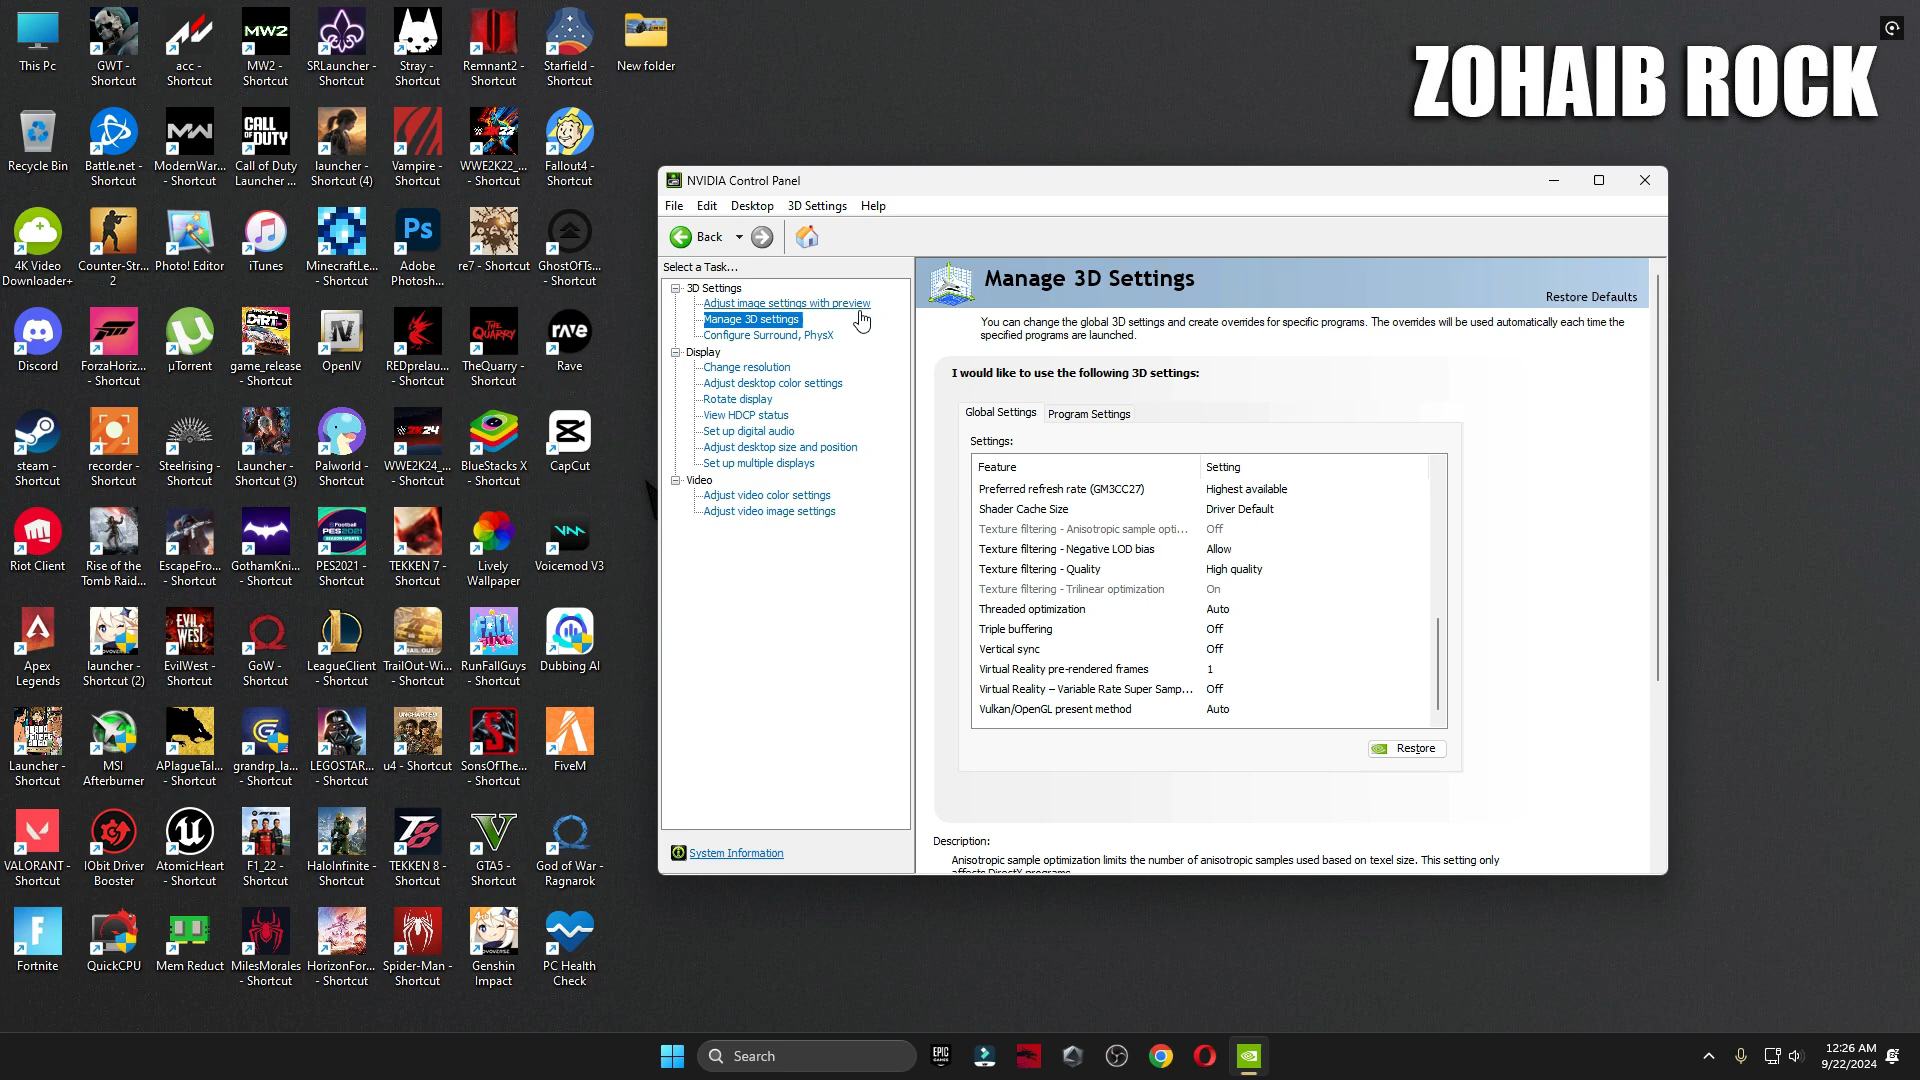 ZOHAIB ROCK
This Pc
GWT - Shortcut
acc - Shortcut
MW2 - Shortcut
SRLauncher - Shortcut
Stray - Shortcut
Remnant2 - Shortcut
Starfield - Shortcut
New folder
Recycle Bin
Battle.net - Shortcut
ModernWar... - Shortcut
Call of Duty Launcher ...
launcher - Shortcut (4)
Vampire - Shortcut
WWE2K22_... - Shortcut
Fallout4 - Shortcut
4K Video Downloader+
Counter-Str... 2
Photo! Editor
iTunes
MinecraftLe... - Shortcut
Adobe Photosh...
re7 - Shortcut
GhostOfTs... - Shortcut
Discord
ForzaHoriz... - Shortcut
µTorrent
game_release - Shortcut
OpenIV
REDprelau... - Shortcut
TheQuarry - Shortcut
Rave
steam - Shortcut
recorder - Shortcut
Steelrising - Shortcut
Launcher - Shortcut (3)
Palworld - Shortcut
WWE2K24_... - Shortcut
BlueStacks X
CapCut
Riot Client
Rise of the Tomb Raid...
EscapeFro... - Shortcut
GothamKni... - Shortcut
PES2021 - Shortcut
TEKKEN 7 - Shortcut
Lively Wallpaper
Voicemod V3
Apex Legends
launcher - Shortcut (2)
EvilWest - Shortcut
GoW - Shortcut
LeagueClient - Shortcut
TrailOut-Wi... - Shortcut
RunFallGuys - Shortcut
Dubbing AI
Launcher - Shortcut
MSI Afterburner
APlagueTal... - Shortcut
grandrp_la... - Shortcut
LEGOSTAR... - Shortcut
u4 - Shortcut
SonsOfThe... - Shortcut
FiveM
VALORANT - Shortcut
IObit Driver Booster
AtomicHeart - Shortcut
F1_22 - Shortcut
HaloInfinite - Shortcut
TEKKEN 8 - Shortcut
GTA5 - Shortcut
God of War - Ragnarok
Fortnite
QuickCPU
Mem Reduct
MilesMorales - Shortcut
HorizonFor... - Shortcut
Spider-Man - Shortcut
Genshin Impact
PC Health Check
NVIDIA Control Panel
File Edit Desktop 3D Settings Help
Back
Select a Task...
3D Settings
Adjust image settings with preview
Manage 3D settings
Configure Surround, PhysX
Display
Change resolution
Adjust desktop color settings
Rotate display
View HDCP status
Set up digital audio
Adjust desktop size and position
Set up multiple displays
Video
Adjust video color settings
Adjust video image settings
System Information
Manage 3D Settings
Restore Defaults
You can change the global 3D settings and create overrides for specific programs. The overrides will be used automatically each time the
specified programs are launched.
I would like to use the following 3D settings:
Global Settings Program Settings
Settings:
Feature Setting
Preferred refresh rate (GM3CC27) Highest available
Shader Cache Size Driver Default
Texture filtering - Anisotropic sample opti... Off
Texture filtering - Negative LOD bias Allow
Texture filtering - Quality High quality
Texture filtering - Trilinear optimization On
Threaded optimization Auto
Triple buffering Off
Vertical sync Off
Virtual Reality pre-rendered frames 1
Virtual Reality – Variable Rate Super Samp... Off
Vulkan/OpenGL present method Auto
Restore
Description:
Anisotropic sample optimization limits the number of anisotropic samples used based on texel size. This setting only
affects DirectX programs.
Search
12:26 AM
9/22/2024